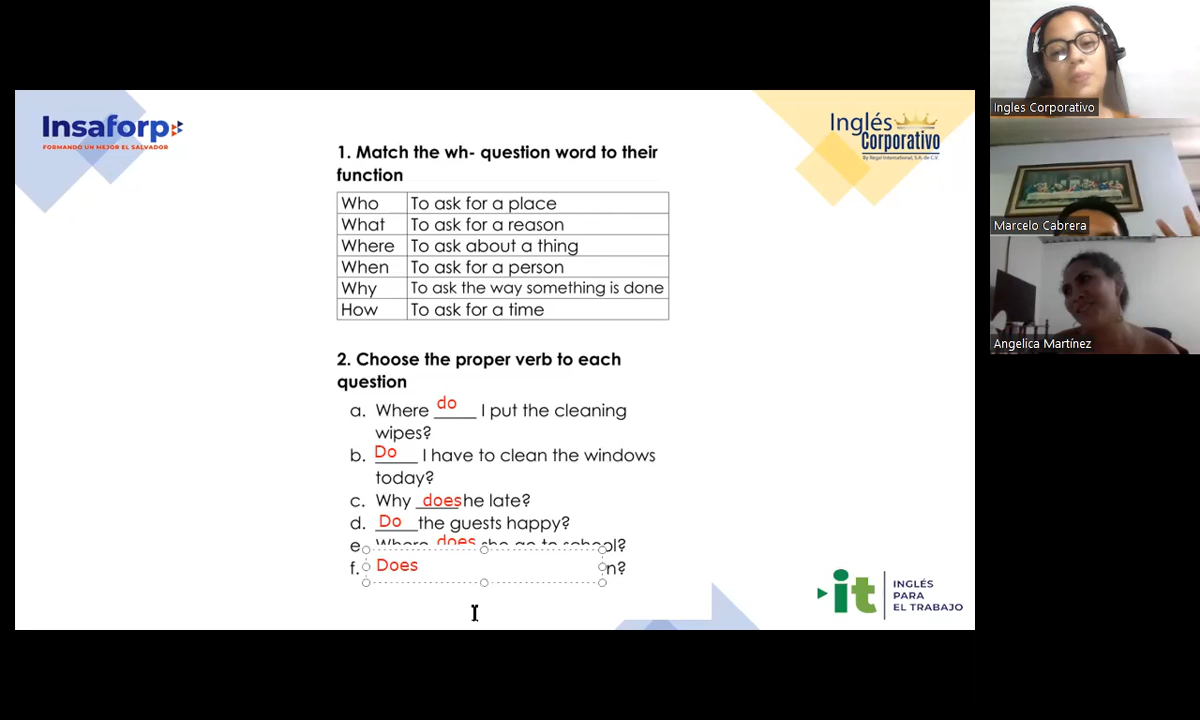 Insaforp
FORMANDO UN MEJOR EL SALVADOR
Inglés
Corporativo
By Regal International, S.A. de C.V.
1. Match the wh- question word to their
function
Who To ask for a place
What To ask for a reason
Where To ask about a thing
When To ask for a person
Why To ask the way something is done
How To ask for a time
2. Choose the proper verb to each
question
a. Where do I put the cleaning
wipes?
b. Do I have to clean the windows
today?
c. Why does he late?
d. Do the guests happy?
e. Where does she go to school?
f. Does n?
it
INGLÉS
PARA
EL TRABAJO
Ingles Corporativo
Marcelo Cabrera
Angelica Martínez